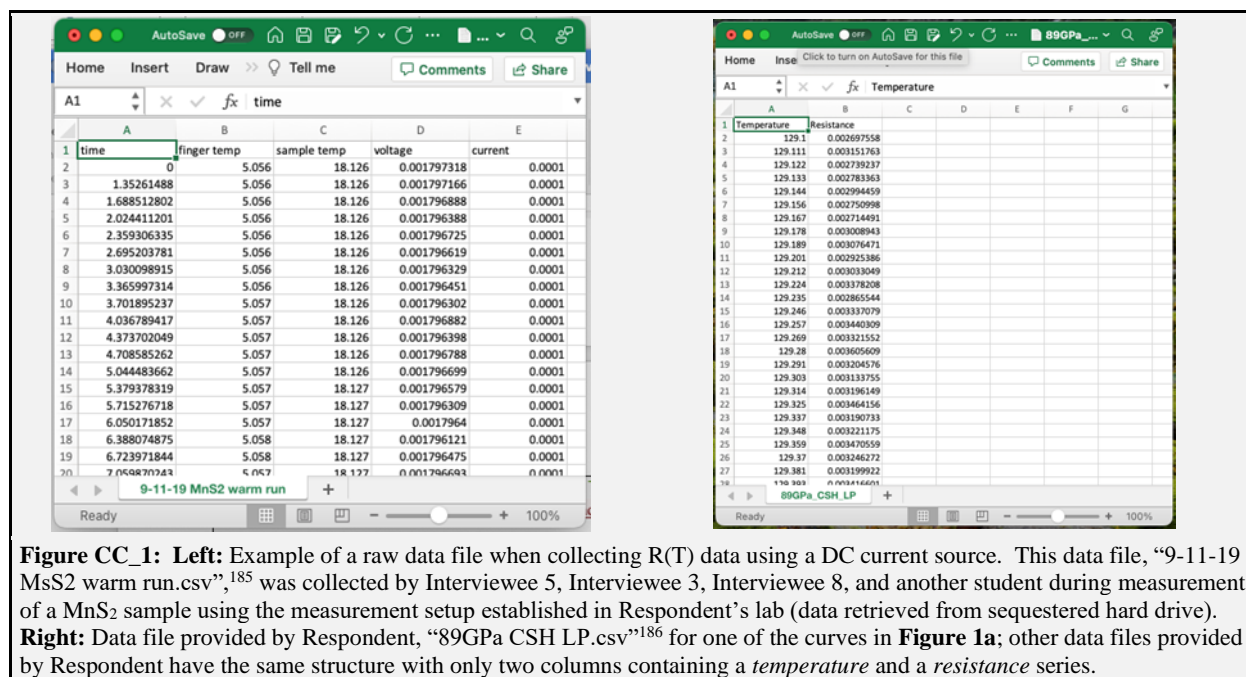 AutoSave OFF ...
Home Insert Draw >> Tell me Comments Share
A1 fx time
A B C D E
1 time finger temp sample temp voltage current
2 0 5.056 18.126 0.001797318 0.0001
3 1.35261488 5.056 18.126 0.001797166 0.0001
4 1.688512802 5.056 18.126 0.001796888 0.0001
5 2.024411201 5.056 18.126 0.001796388 0.0001
6 2.359306335 5.056 18.126 0.001796725 0.0001
7 2.695203781 5.056 18.126 0.001796619 0.0001
8 3.030098915 5.056 18.126 0.001796329 0.0001
9 3.365997314 5.056 18.126 0.001796451 0.0001
10 3.701895237 5.057 18.126 0.001796302 0.0001
11 4.036789417 5.057 18.126 0.001796882 0.0001
12 4.373702049 5.057 18.126 0.001796398 0.0001
13 4.708585262 5.057 18.126 0.001796788 0.0001
14 5.044483662 5.057 18.126 0.001796699 0.0001
15 5.379378319 5.057 18.127 0.001796579 0.0001
16 5.715276718 5.057 18.127 0.001796309 0.0001
17 6.050171852 5.057 18.127 0.0017964 0.0001
18 6.388074875 5.058 18.127 0.001796121 0.0001
19 6.723971844 5.058 18.127 0.001796475 0.0001
20 7.059870243 5.057 18.127 0.001796693 0.0001
9-11-19 MnS2 warm run +
Ready 100%
AutoSave OFF ... 89GPa_...
Home Inse Click to turn on AutoSave for this file Comments Share
A1 fx Temperature
A B C D E F G
1 Temperature Resistance
2 129.1 0.002697558
3 129.111 0.003151763
4 129.122 0.002739237
5 129.133 0.002783363
6 129.144 0.002994459
7 129.156 0.002750998
8 129.167 0.002714491
9 129.178 0.003008943
10 129.189 0.003076471
11 129.201 0.002925386
12 129.212 0.003033049
13 129.224 0.003378208
14 129.235 0.002865544
15 129.246 0.003337079
16 129.257 0.003440309
17 129.269 0.003321552
18 129.28 0.003605609
19 129.291 0.003204576
20 129.303 0.003133755
21 129.314 0.003196149
22 129.325 0.003464156
23 129.337 0.003190733
24 129.348 0.003221175
25 129.359 0.003470559
26 129.37 0.003246272
27 129.381 0.003199922
28 129.393 0.003416601
89GPa_CSH_LP +
Ready 100%
Figure CC_1: Left: Example of a raw data file when collecting R(T) data using a DC current source. This data file, “9-11-19
MsS2 warm run.csv”,185 was collected by Interviewee 5, Interviewee 3, Interviewee 8, and another student during measurement
of a MnS2 sample using the measurement setup established in Respondent’s lab (data retrieved from sequestered hard drive).
Right: Data file provided by Respondent, “89GPa CSH LP.csv”186 for one of the curves in Figure 1a; other data files provided
by Respondent have the same structure with only two columns containing a temperature and a resistance series.